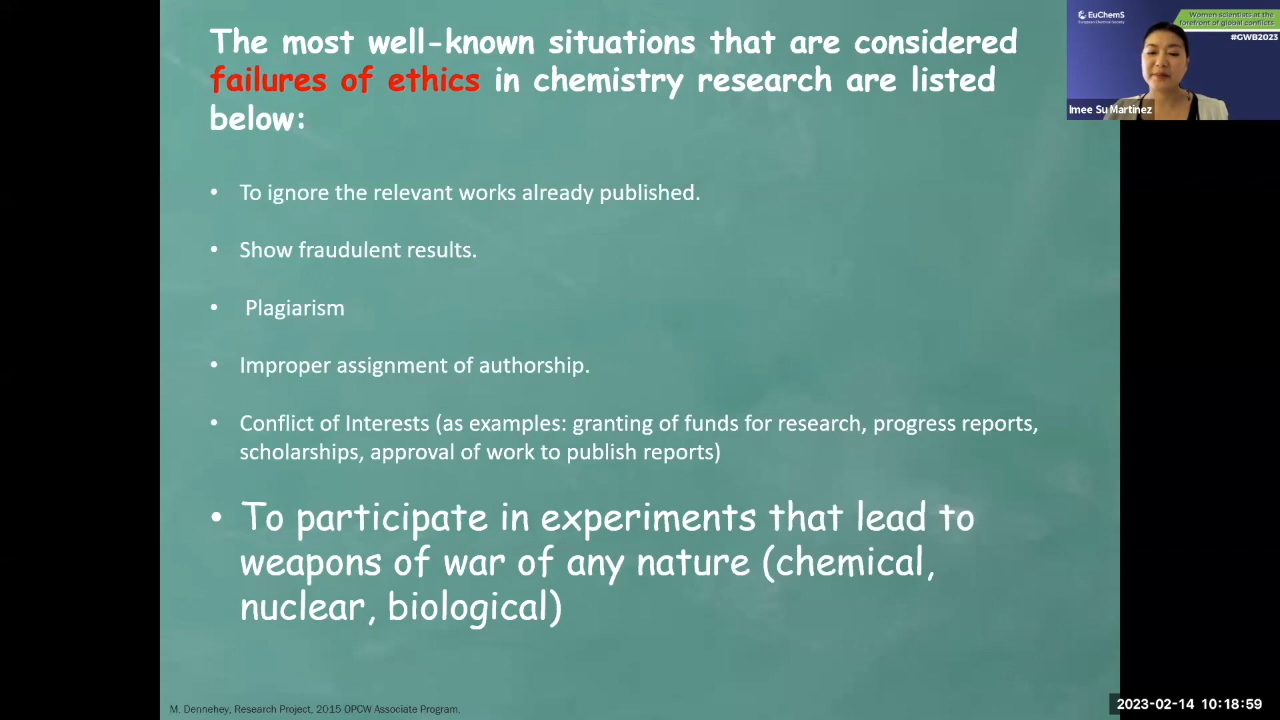 The most well-known situations that are considered
failures of ethics in chemistry research are listed
below:
• To ignore the relevant works already published.
• Show fraudulent results.
• Plagiarism
• Improper assignment of authorship.
• Conflict of Interests (as examples: granting of funds for research, progress reports,
scholarships, approval of work to publish reports)
• To participate in experiments that lead to
weapons of war of any nature (chemical,
nuclear, biological)
M. Dennehey, Research Project, 2015 OPCW Associate Program.
EuChemS
European Chemical Society
Women scientists at the
forefront of global conflicts
#GWB2023
Imee Su Martinez
2023-02-14 10:18:59